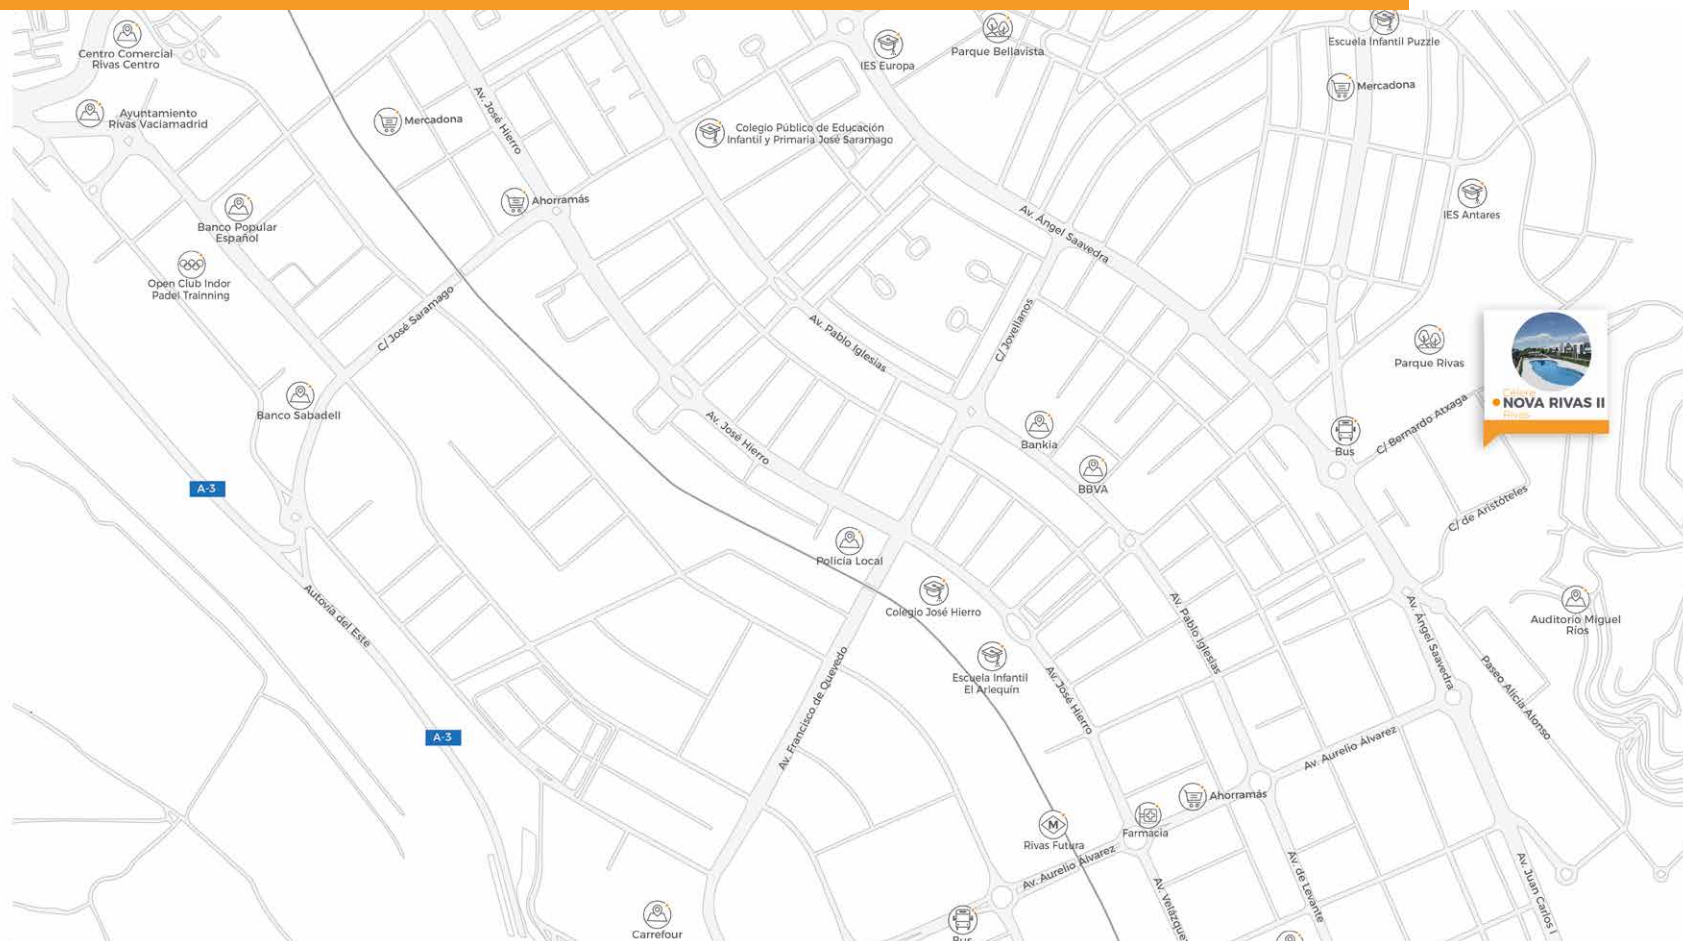 Centro Comercial
Rivas Centro
Ayuntamiento
Rivas Vaciamadrid
Mercadona
Av. José Hierro
IES Europa
Parque Bellavista
Escuela Infantil Puzzle
Mercadona
Colegio Público de Educación
Infantil y Primaria José Saramago
Ahorramás
Banco Popular
Español
Open Club Indor
Padel Trainning
IES Antares
Av. Ángel Saavedra
C/ José Saramago
Av. Pablo Iglesias
C/ Jovellanos
Parque Rivas
Célere
NOVA RIVAS II
Rivas
Banco Sabadell
Av. José Hierro
Bankia
Bus
C/ Bernardo Atxaga
BBVA
A-3
C/ de Aristóteles
Policía Local
Autovía del Este
Colegio José Hierro
Av. Pablo Iglesias
Av. Ángel Saavedra
Auditorio Miguel
Ríos
Escuela Infantil
El Arlequín
Av. José Hierro
Av. Francisco de Quevedo
Paseo Alicia Alonso
A-3
Av. Aurelio Álvarez
Ahorramás
Farmacia
M
Rivas Futura
Av. Aurelio Álvarez
Av. Velázquez
Av. de Levante
Av. Juan Carlos I
Carrefour
Bus